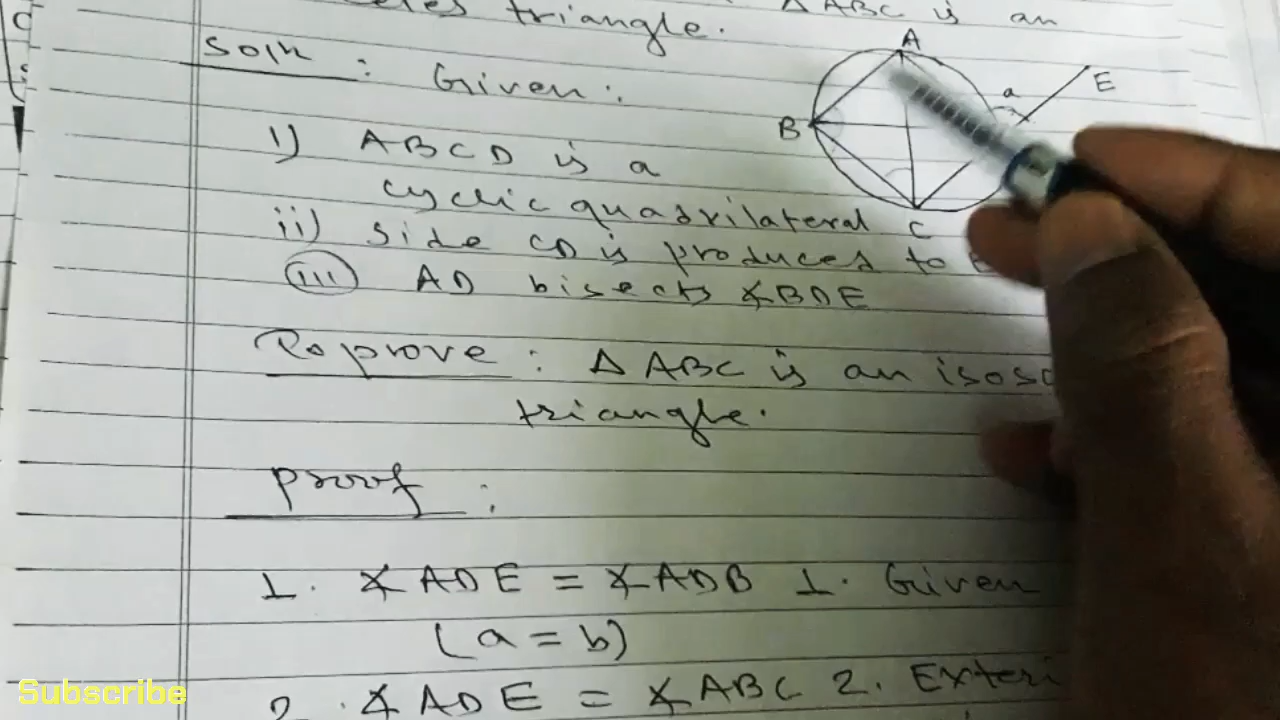 triangle. ∆ABC is an
Soln : Given :
A
a
E
B
C
i) ABCD is a
cyclic quadrilateral
ii) side CD is produces to E
(iii) AD bisects ∡BDE
To prove : ∆ ABC is an
triangle.
Proof :
1. ∡ADE = ∡ADB 1. Given
(a = b)
2. ∡ADE = ∡ABC 2.
Subscribe